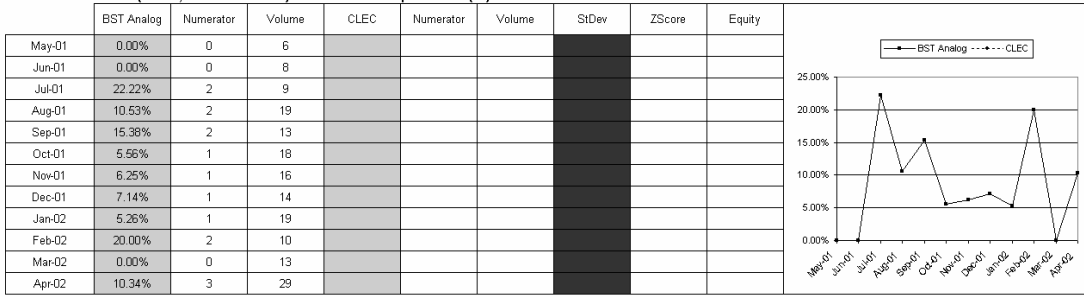 BST Analog Numerator Volume CLEC Numerator Volume StDev ZScore Equity
May-01 0.00% 0 6
Jun-01 0.00% 0 8
Jul-01 22.22% 2 9
Aug-01 10.53% 2 19
Sep-01 15.38% 2 13
Oct-01 5.56% 1 18
Nov-01 6.25% 1 16
Dec-01 7.14% 1 14
Jan-02 5.26% 1 19
Feb-02 20.00% 2 10
Mar-02 0.00% 0 13
Apr-02 10.34% 3 29
BST Analog CLEC
25.00%
20.00%
15.00%
10.00%
5.00%
0.00%
May-01 Jun-01 Jul-01 Aug-01 Sep-01 Oct-01 Nov-01 Dec-01 Jan-02 Feb-02 Mar-02 Apr-02